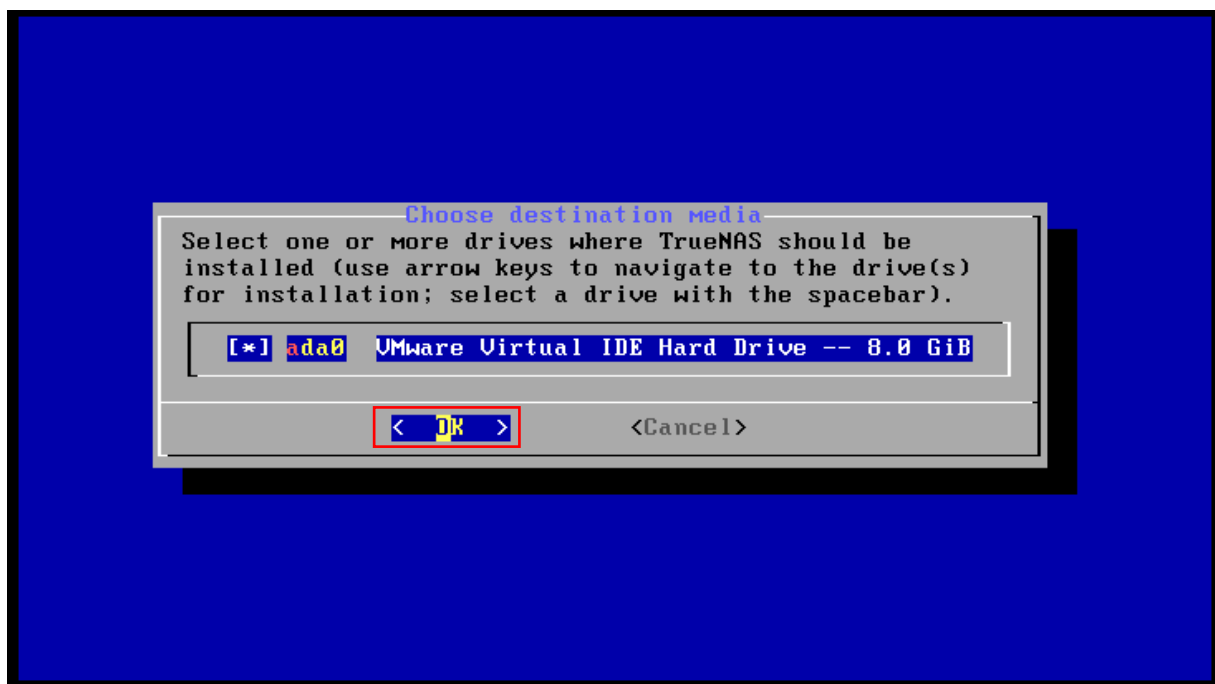 Choose destination media
Select one or more drives where TrueNAS should be
installed (use arrow keys to navigate to the drive(s)
for installation; select a drive with the spacebar).
[*] ada0 VMware Virtual IDE Hard Drive -- 8.0 GiB
< OK > <Cancel>